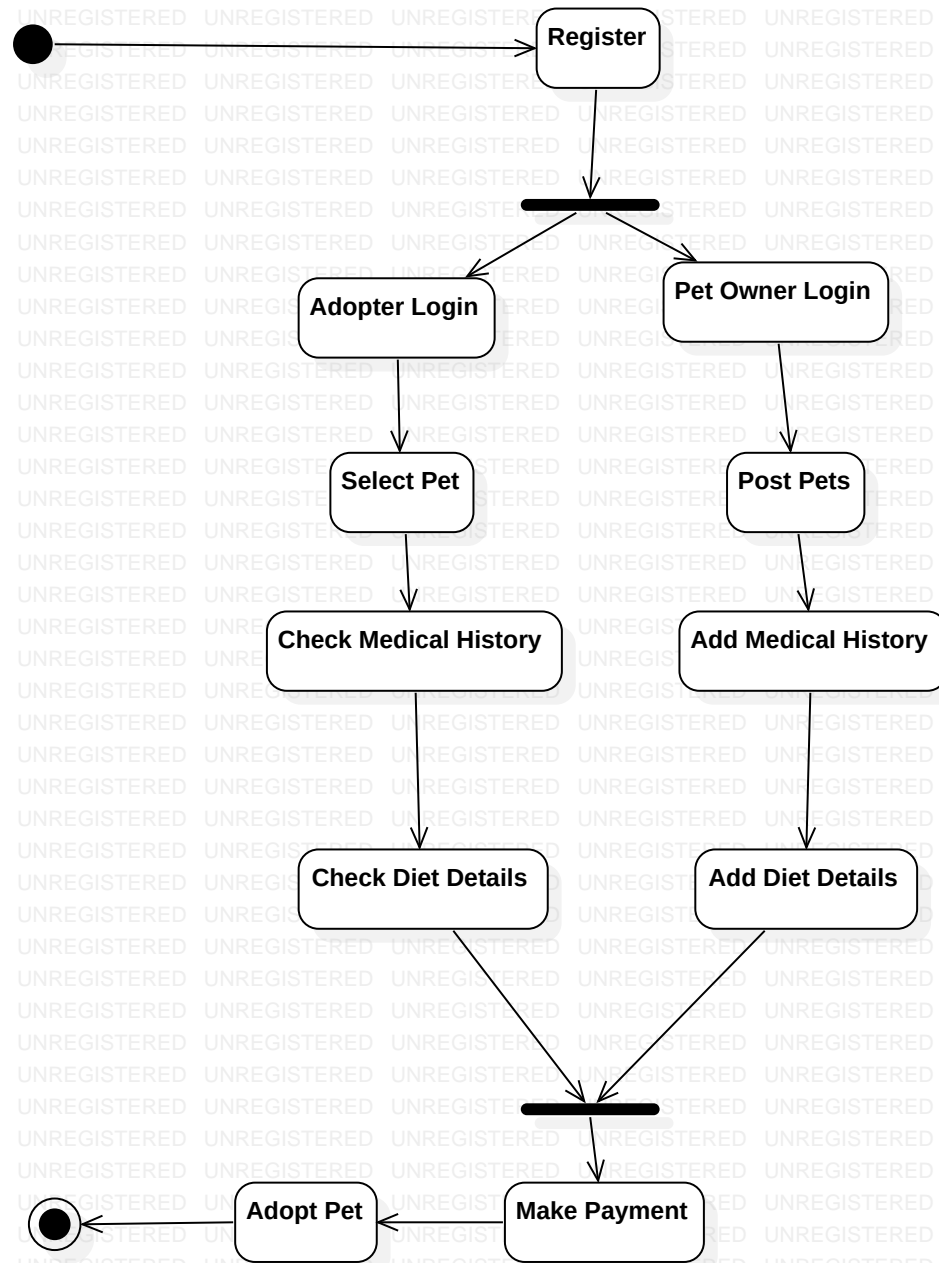 Register
Adopter Login
Pet Owner Login
Select Pet
Post Pets
Check Medical History
Add Medical History
Check Diet Details
Add Diet Details
Adopt Pet
Make Payment
UNREGISTERED